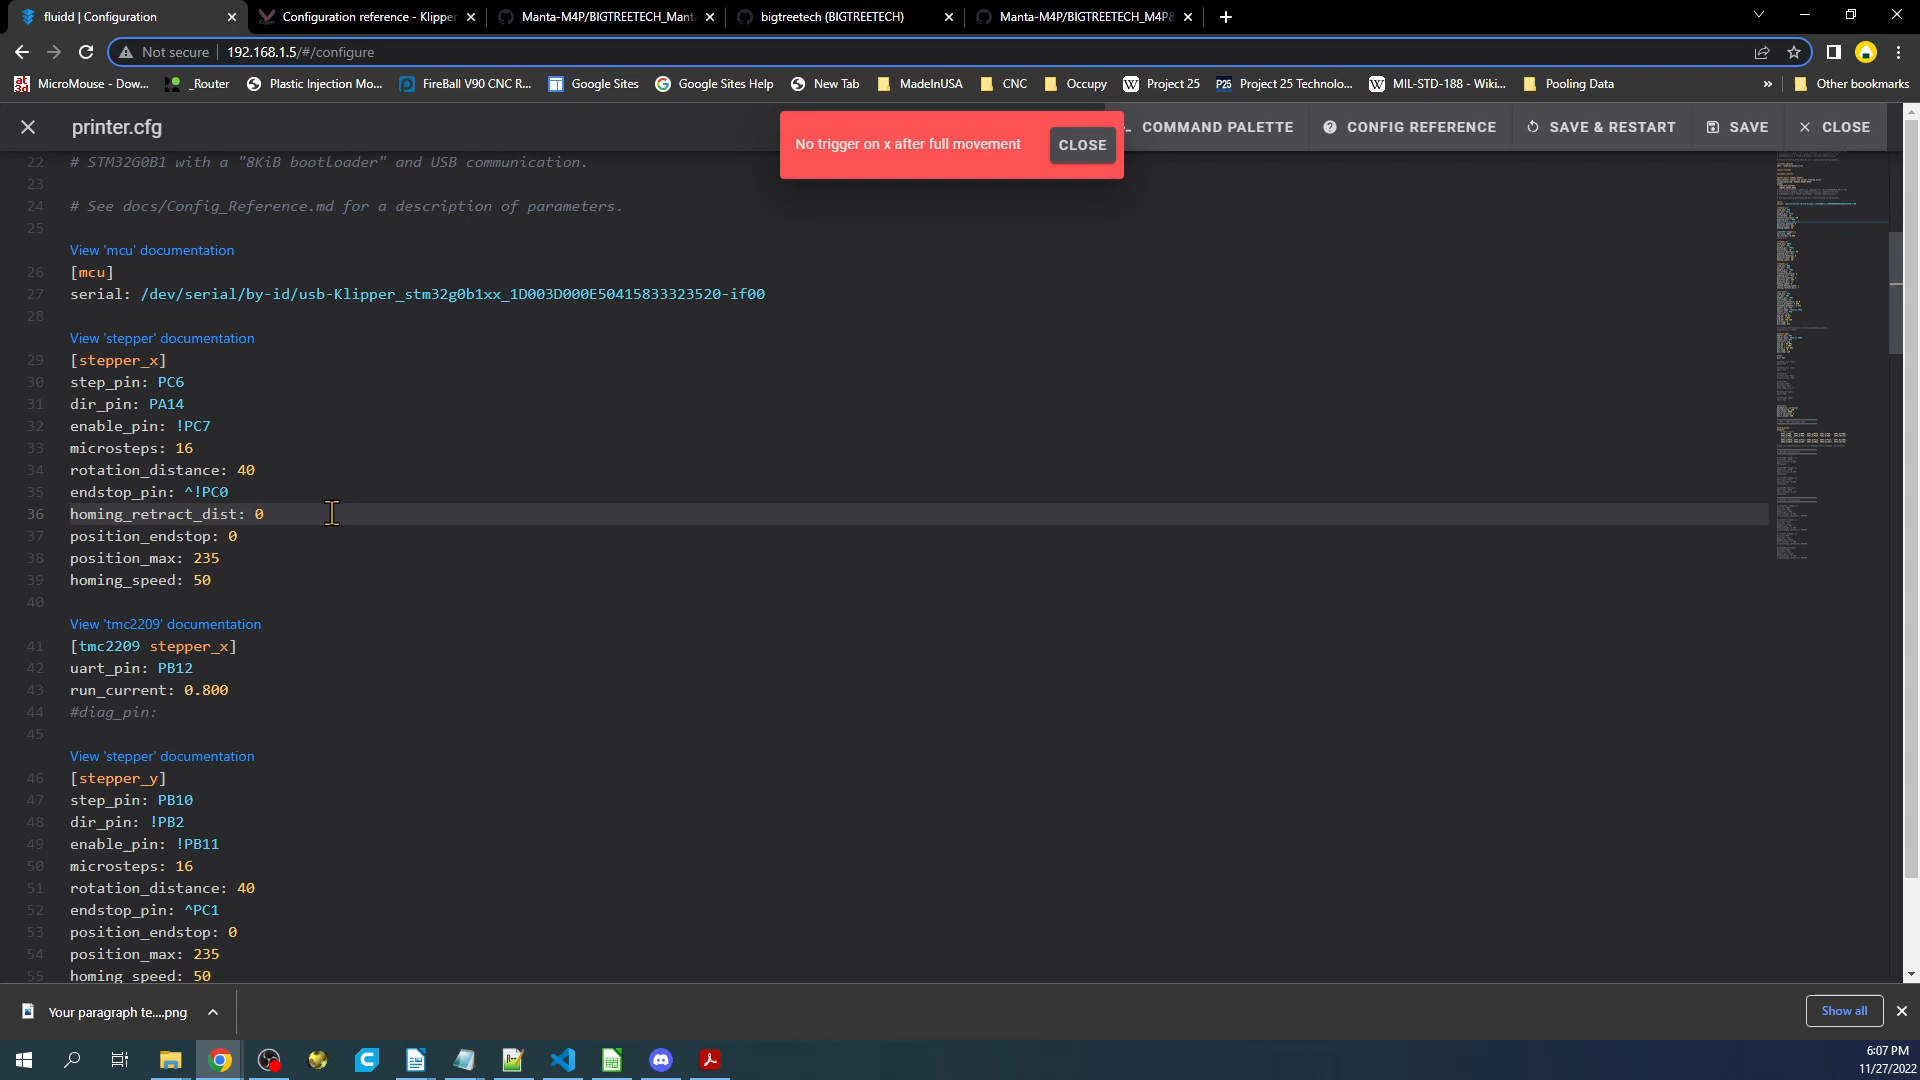 fluidd | Configuration
Configuration reference - Klipper
Manta-M4P/BIGTREETECH_Mant
bigtreetech (BIGTREETECH)
Manta-M4P/BIGTREETECH_M4P&
Not secure
192.168.1.5/#/configure
MicroMouse - Dow...
_Router
Plastic Injection Mo...
FireBall V90 CNC R...
Google Sites
Google Sites Help
New Tab
MadeInUSA
CNC
Occupy
Project 25
Project 25 Technolo...
MIL-STD-188 - Wiki...
Pooling Data
»
Other bookmarks
printer.cfg
No trigger on x after full movement
CLOSE
COMMAND PALETTE
CONFIG REFERENCE
SAVE & RESTART
SAVE
CLOSE
22 # STM32G0B1 with a "8KiB bootloader" and USB communication.
23
24 # See docs/Config_Reference.md for a description of parameters.
25
View 'mcu' documentation
26 [mcu]
27 serial: /dev/serial/by-id/usb-Klipper_stm32g0b1xx_1D003D000E50415833323520-if00
28
View 'stepper' documentation
29 [stepper_x]
30 step_pin: PC6
31 dir_pin: PA14
32 enable_pin: !PC7
33 microsteps: 16
34 rotation_distance: 40
35 endstop_pin: ^!PC0
36 homing_retract_dist: 0
37 position_endstop: 0
38 position_max: 235
39 homing_speed: 50
40
View 'tmc2209' documentation
41 [tmc2209 stepper_x]
42 uart_pin: PB12
43 run_current: 0.800
44 #diag_pin:
45
View 'stepper' documentation
46 [stepper_y]
47 step_pin: PB10
48 dir_pin: !PB2
49 enable_pin: !PB11
50 microsteps: 16
51 rotation_distance: 40
52 endstop_pin: ^PC1
53 position_endstop: 0
54 position_max: 235
55 homing_speed: 50
Your paragraph te....png
Show all
6:07 PM
11/27/2022